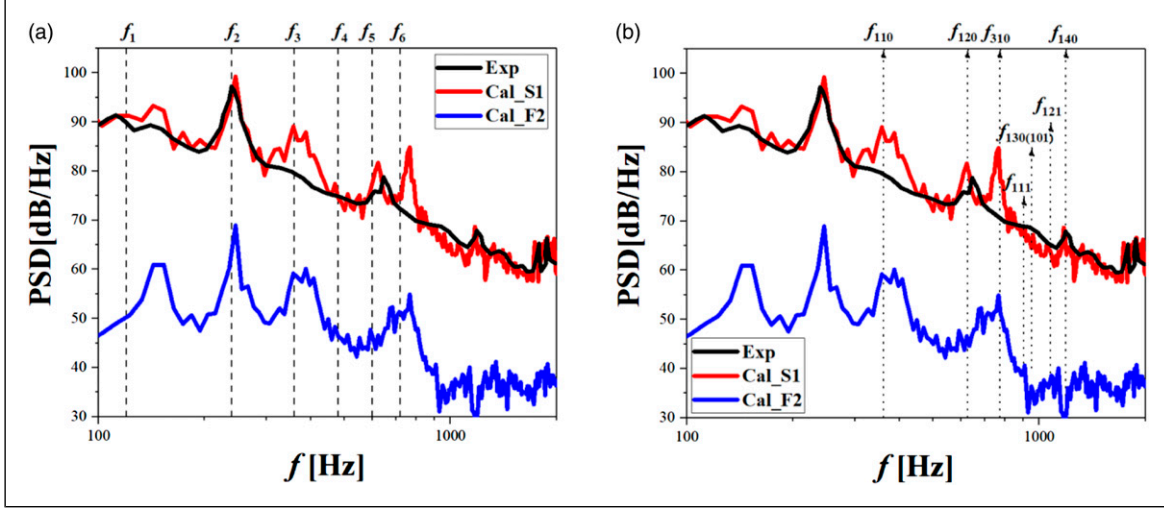 (a)
f1 f2 f3 f4 f5 f6
PSD[dB/Hz]
100
90
80
70
60
50
40
30
Exp
Cal_S1
Cal_F2
100 1000
f [Hz]
(b)
f110 f120 f310 f140
PSD[dB/Hz]
100
90
80
70
60
50
40
30
f121
f130(101)
f111
Exp
Cal_S1
Cal_F2
100 1000
f [Hz]